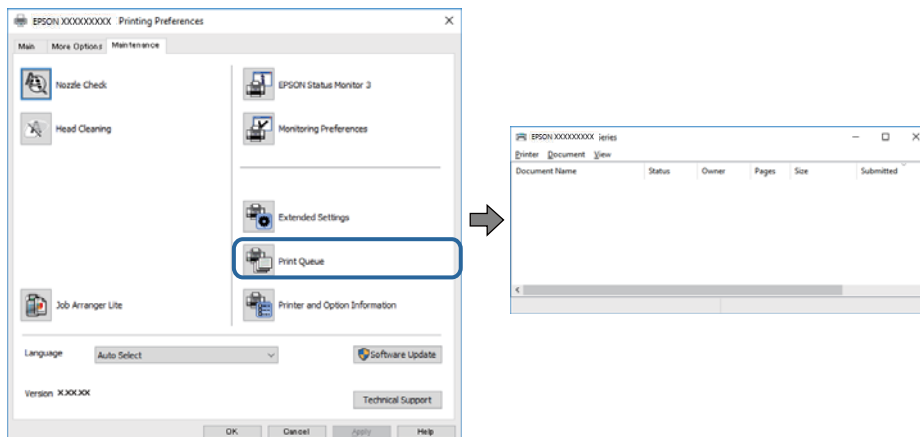 EPSON XXXXXXXXX Printing Preferences
Main More Options Maintenance
Nozzle Check
EPSON Status Monitor 3
Head Cleaning
Monitoring Preferences
Extended Settings
Print Queue
Job Arranger Lite
Printer and Option Information
Language Auto Select
Software Update
Version X.XX.XX
Technical Support
OK Cancel Apply Help
EPSON XXXXXXXXX ieries
Printer Document View
Document Name Status Owner Pages Size Submitted